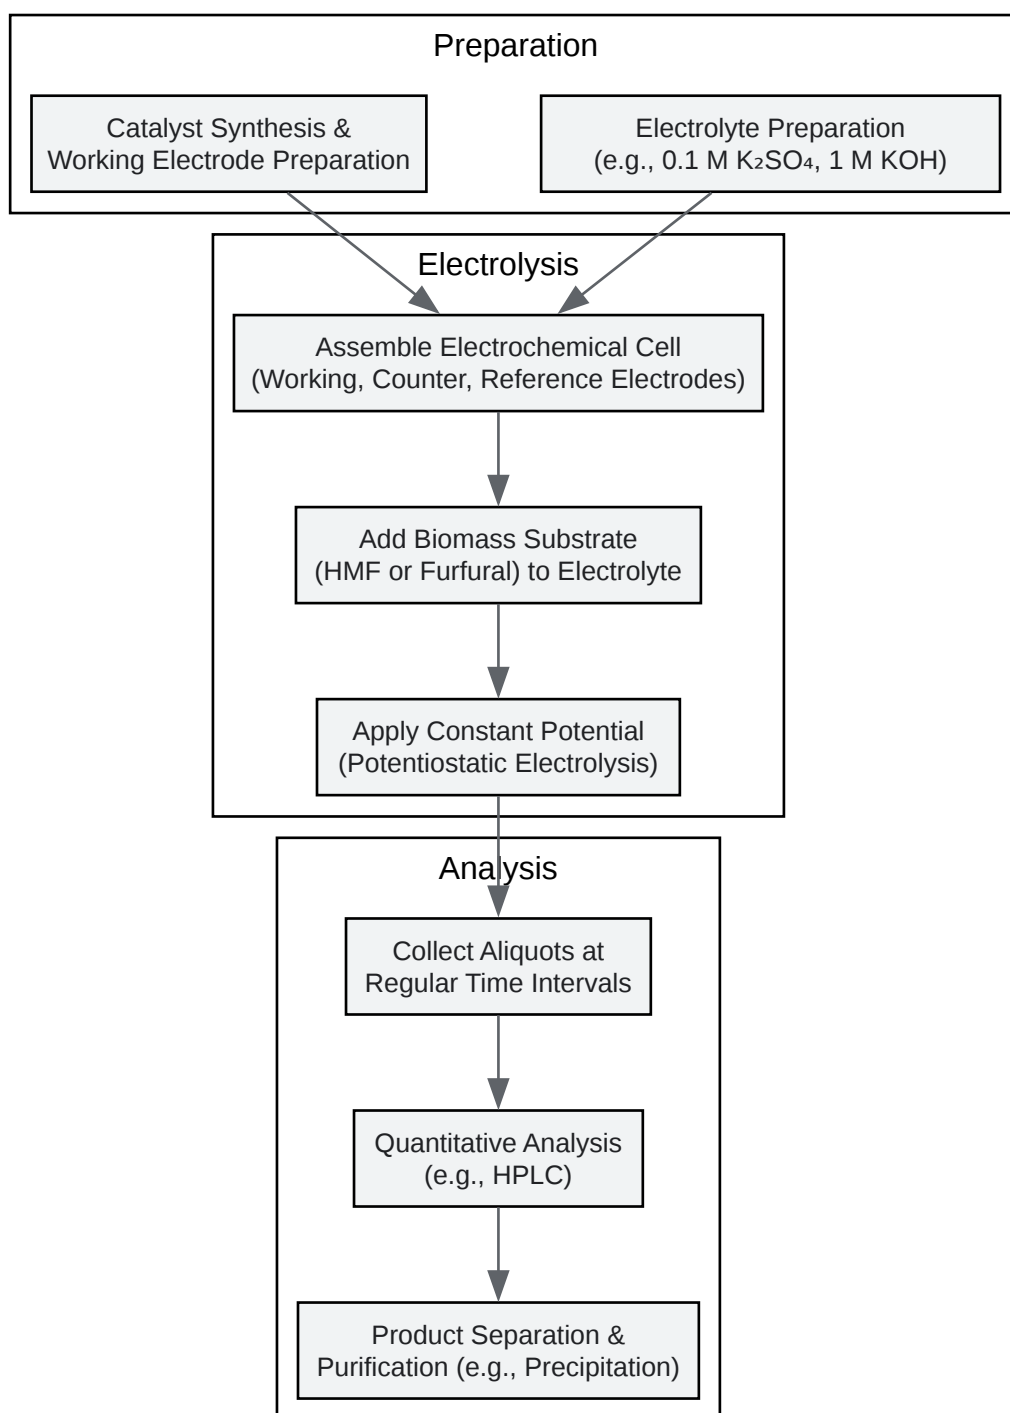 Preparation
Catalyst Synthesis &
Working Electrode Preparation
Electrolyte Preparation
(e.g., 0.1 M K₂SO₄, 1 M KOH)
Electrolysis
Assemble Electrochemical Cell
(Working, Counter, Reference Electrodes)
Add Biomass Substrate
(HMF or Furfural) to Electrolyte
Apply Constant Potential
(Potentiostatic Electrolysis)
Analysis
Collect Aliquots at
Regular Time Intervals
Quantitative Analysis
(e.g., HPLC)
Product Separation &
Purification (e.g., Precipitation)